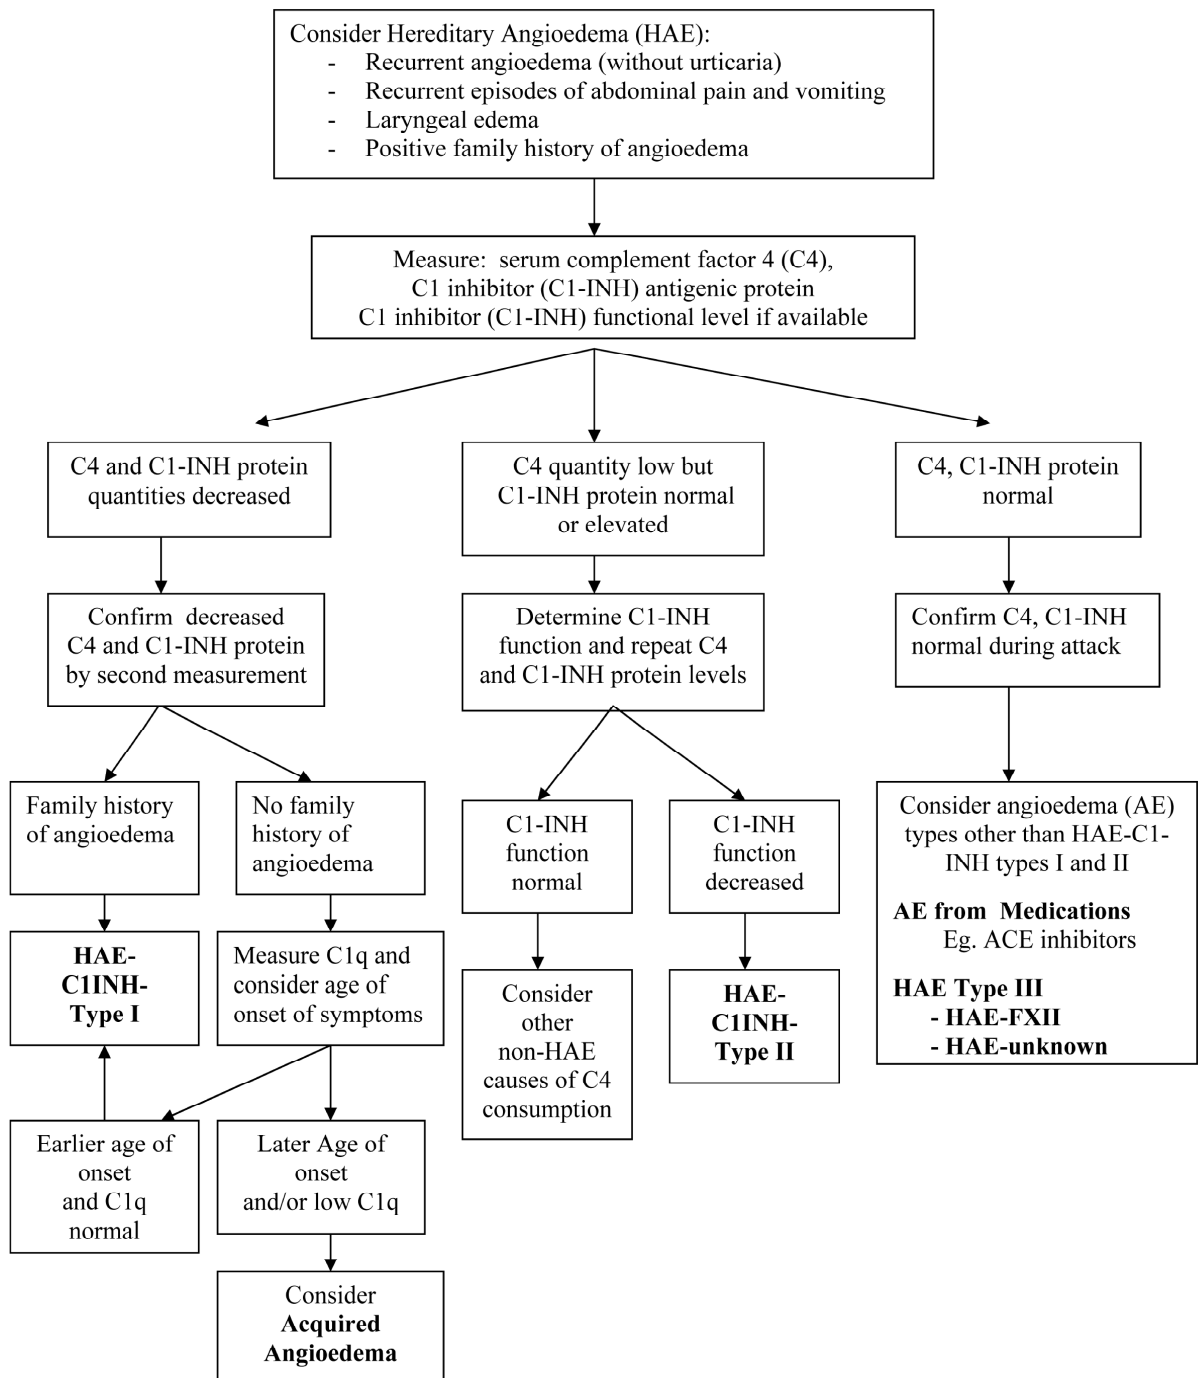 Consider Hereditary Angioedema (HAE):
- Recurrent angioedema (without urticaria)
- Recurrent episodes of abdominal pain and vomiting
- Laryngeal edema
- Positive family history of angioedema
Measure: serum complement factor 4 (C4),
C1 inhibitor (C1-INH) antigenic protein
C1 inhibitor (C1-INH) functional level if available
C4 and C1-INH protein
quantities decreased
C4 quantity low but
C1-INH protein normal
or elevated
C4, C1-INH protein
normal
Confirm decreased
C4 and C1-INH protein
by second measurement
Determine C1-INH
function and repeat C4
and C1-INH protein levels
Confirm C4, C1-INH
normal during attack
Family history
of angioedema
No family
history of
angioedema
C1-INH
function
normal
C1-INH
function
decreased
Consider angioedema (AE)
types other than HAE-C1-
INH types I and II
AE from Medications
Eg. ACE inhibitors
HAE Type III
- HAE-FXII
- HAE-unknown
HAE-
C1INH-
Type I
Measure C1q and
consider age of
onset of symptoms
Consider
other
non-HAE
causes of C4
consumption
HAE-
C1INH-
Type II
Earlier age of
onset
and C1q
normal
Later Age of
onset
and/or low C1q
Consider
Acquired
Angioedema